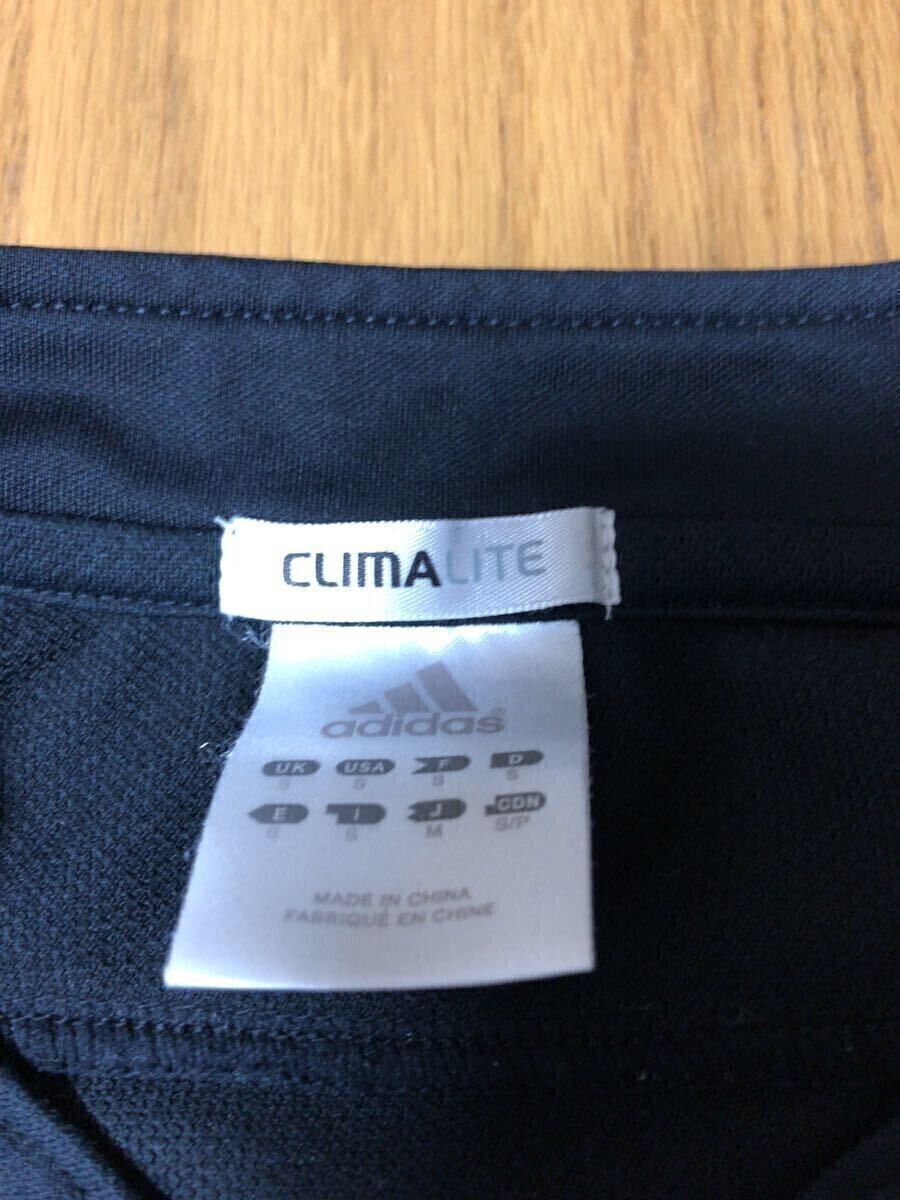 CLIMALITE
adidas®
UK USA F D
S S S S
E I J CDN
S S M S/P
MADE IN CHINA
FABRIQUÉ EN CHINE